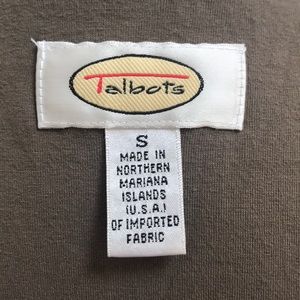 Talbots
S
MADE IN
NORTHERN
MARIANA
ISLANDS
(U.S.A.)
OF IMPORTED
FABRIC